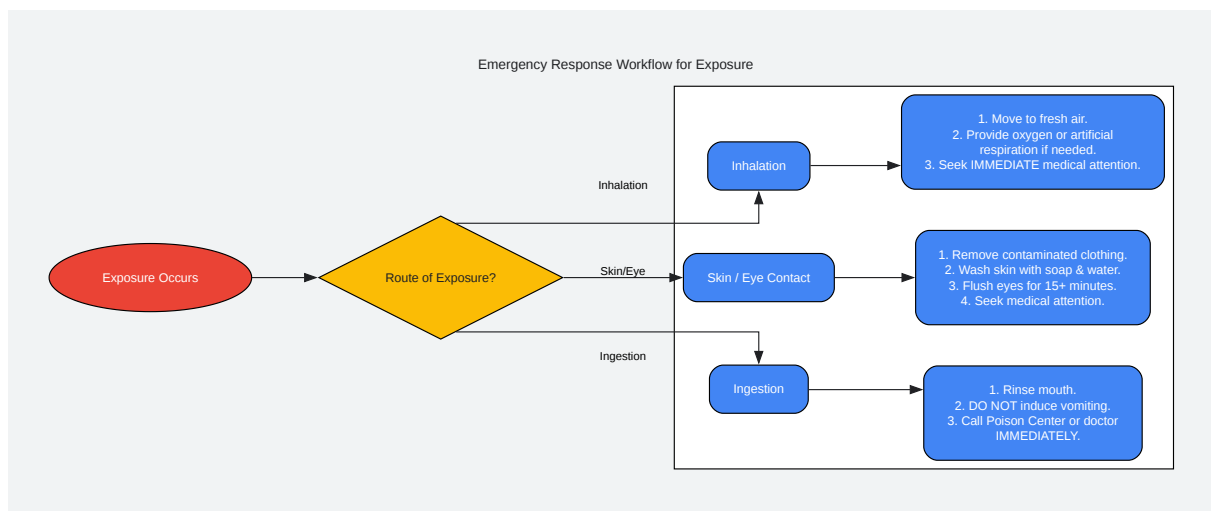 Emergency Response Workflow for Exposure
Exposure Occurs
Route of Exposure?
Inhalation
Inhalation
1. Move to fresh air.
2. Provide oxygen or artificial
respiration if needed.
3. Seek IMMEDIATE medical attention.
Skin/Eye
Skin / Eye Contact
1. Remove contaminated clothing.
2. Wash skin with soap & water.
3. Flush eyes for 15+ minutes.
4. Seek medical attention.
Ingestion
Ingestion
1. Rinse mouth.
2. DO NOT induce vomiting.
3. Call Poison Center or doctor
IMMEDIATELY.